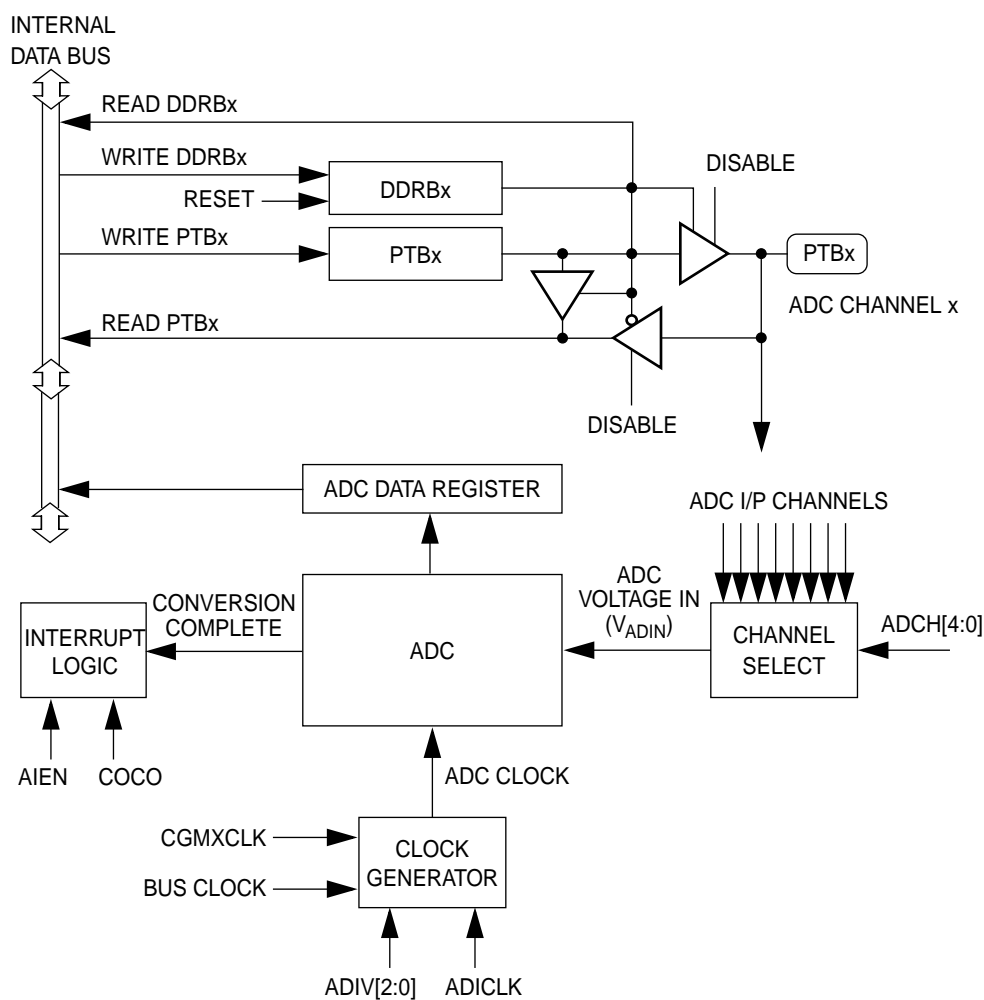 INTERNAL
DATA BUS
READ DDRBx
WRITE DDRBx
DISABLE
DDRBx
RESET
WRITE PTBx
PTBx
PTBx
ADC CHANNEL x
READ PTBx
DISABLE
ADC DATA REGISTER
ADC I/P CHANNELS
CONVERSION
COMPLETE
ADC
VOLTAGE IN
(VADIN)
INTERRUPT
LOGIC
ADC
CHANNEL
SELECT
ADCH[4:0]
AIEN
COCO
ADC CLOCK
CGMXCLK
CLOCK
GENERATOR
BUS CLOCK
ADIV[2:0]
ADICLK